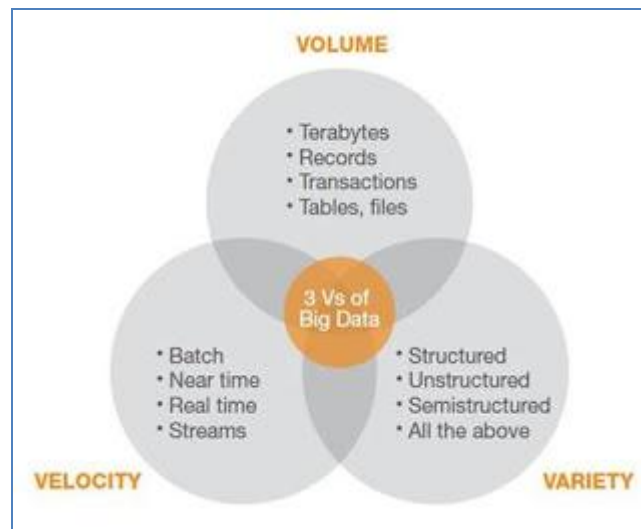 VOLUME
• Terabytes
• Records
• Transactions
• Tables, files
3 Vs of
Big Data
• Batch
• Near time
• Real time
• Streams
• Structured
• Unstructured
• Semistructured
• All the above
VELOCITY
VARIETY